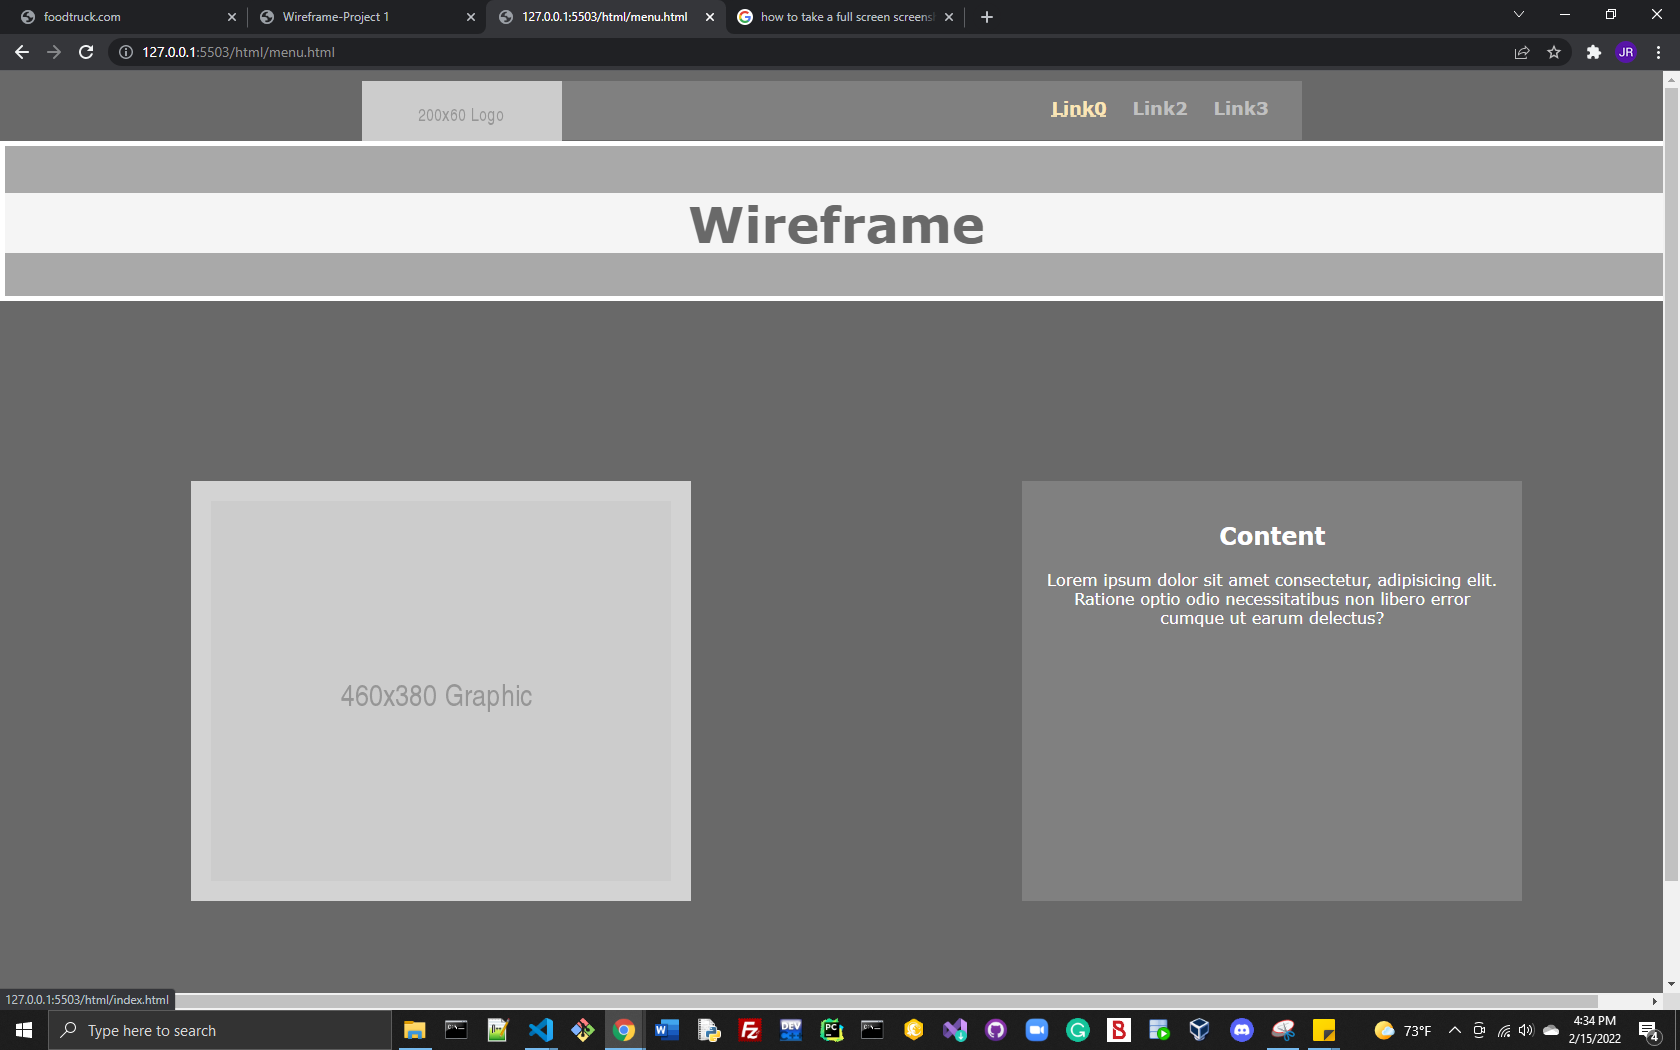 foodtruck.com
Wireframe-Project 1
127.0.0.1:5503/html/menu.html
how to take a full screen screens
127.0.0.1:5503/html/menu.html
JR
200x60 Logo
Link0 Link2 Link3
Wireframe
460x380 Graphic
Content
Lorem ipsum dolor sit amet consectetur, adipisicing elit.
Ratione optio odio necessitatibus non libero error
cumque ut earum delectus?
127.0.0.1:5503/html/index.html
Type here to search
73°F
4:34 PM
2/15/2022
4